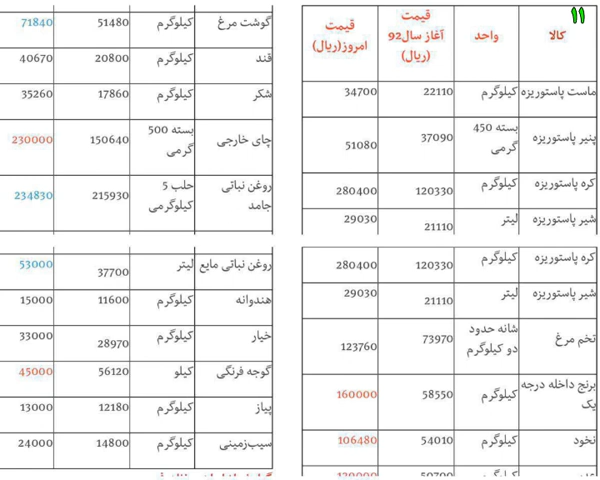 ۱۱
کالا واحد قیمت آغاز سال92 (ریال) قیمت امروز(ریال)
ماست پاستوریزه کیلوگرم 22110 34700
پنیر پاستوریزه بسته 450 گرمی 37090 51080
کره پاستوریزه کیلوگرم 120330 280400
شیر پاستوریزه لیتر 21110 29030
کره پاستوریزه کیلوگرم 120330 280400
شیر پاستوریزه لیتر 21110 29030
تخم مرغ شانه حدود دو کیلوگرم 73970 123760
برنج داخله درجه یک کیلوگرم 58550 160000
نخود کیلوگرم 54010 106480
گوشت مرغ کیلوگرم 51480 71840
قند کیلوگرم 20800 40670
شکر کیلوگرم 17860 35260
چای خارجی بسته 500 گرمی 150640 230000
روغن نباتی جامد حلب 5 کیلوگرمی 215930 234830
روغن نباتی مایع لیتر 37700 53000
هندوانه کیلوگرم 11600 15000
خیار کیلوگرم 28970 33000
گوجه فرنگی کیلو 56120 45000
پیاز کیلوگرم 12180 13000
سیب‌زمینی کیلوگرم 14800 24000